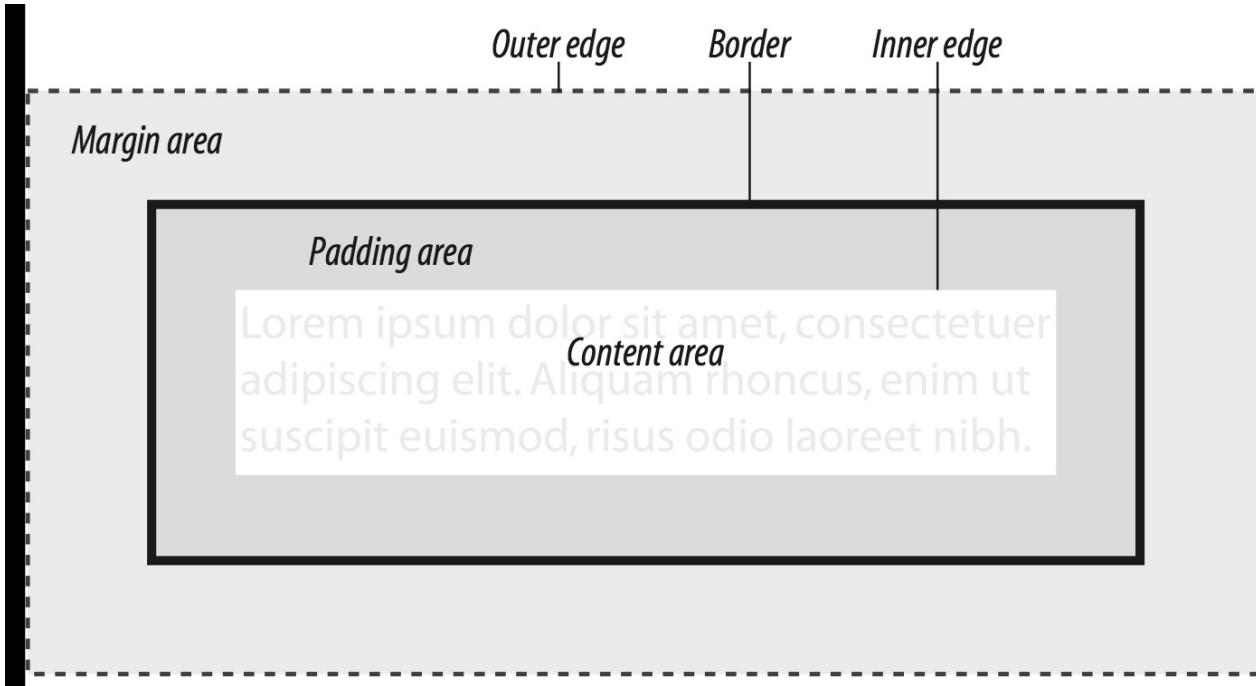 Outer edge Border Inner edge
Margin area
Padding area
Lorem ipsum dolor sit amet, consectetuer
Content area
adipiscing elit. Aliquam rhoncus, enim ut
suscipit euismod, risus odio laoreet nibh.